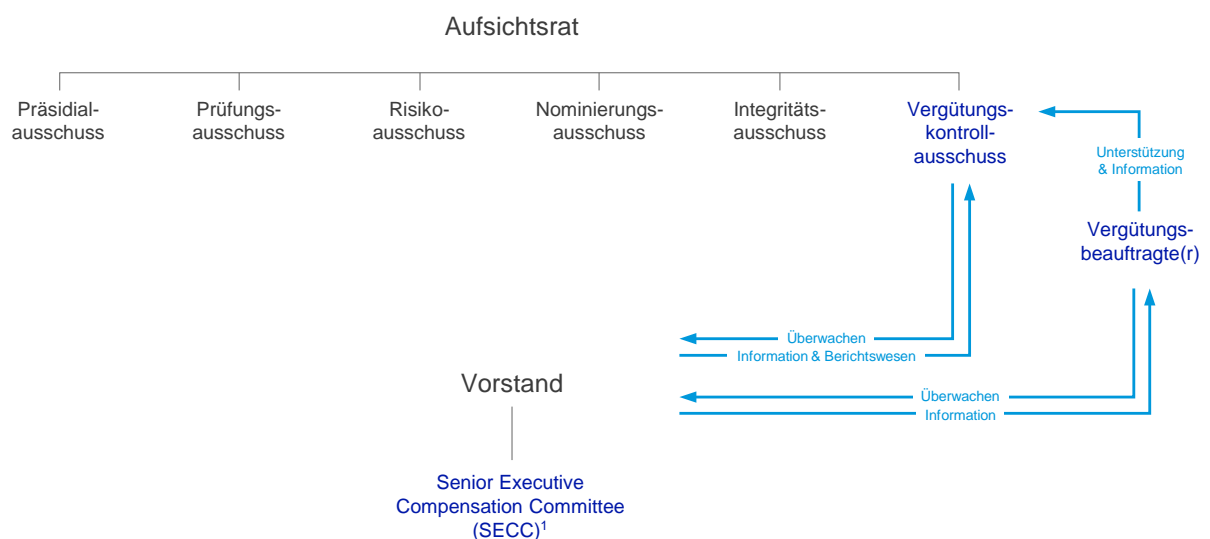 Aufsichtsrat
Präsidial-
ausschuss
Prüfungs-
ausschuss
Risiko-
ausschuss
Nominierungs-
ausschuss
Integritäts-
ausschuss
Vergütungs-
kontroll-
ausschuss
Unterstützung
& Information
Vergütungs-
beauftragte(r)
Überwachen
Information & Berichtswesen
Vorstand
Überwachen
Information
Senior Executive
Compensation Committee
(SECC)¹